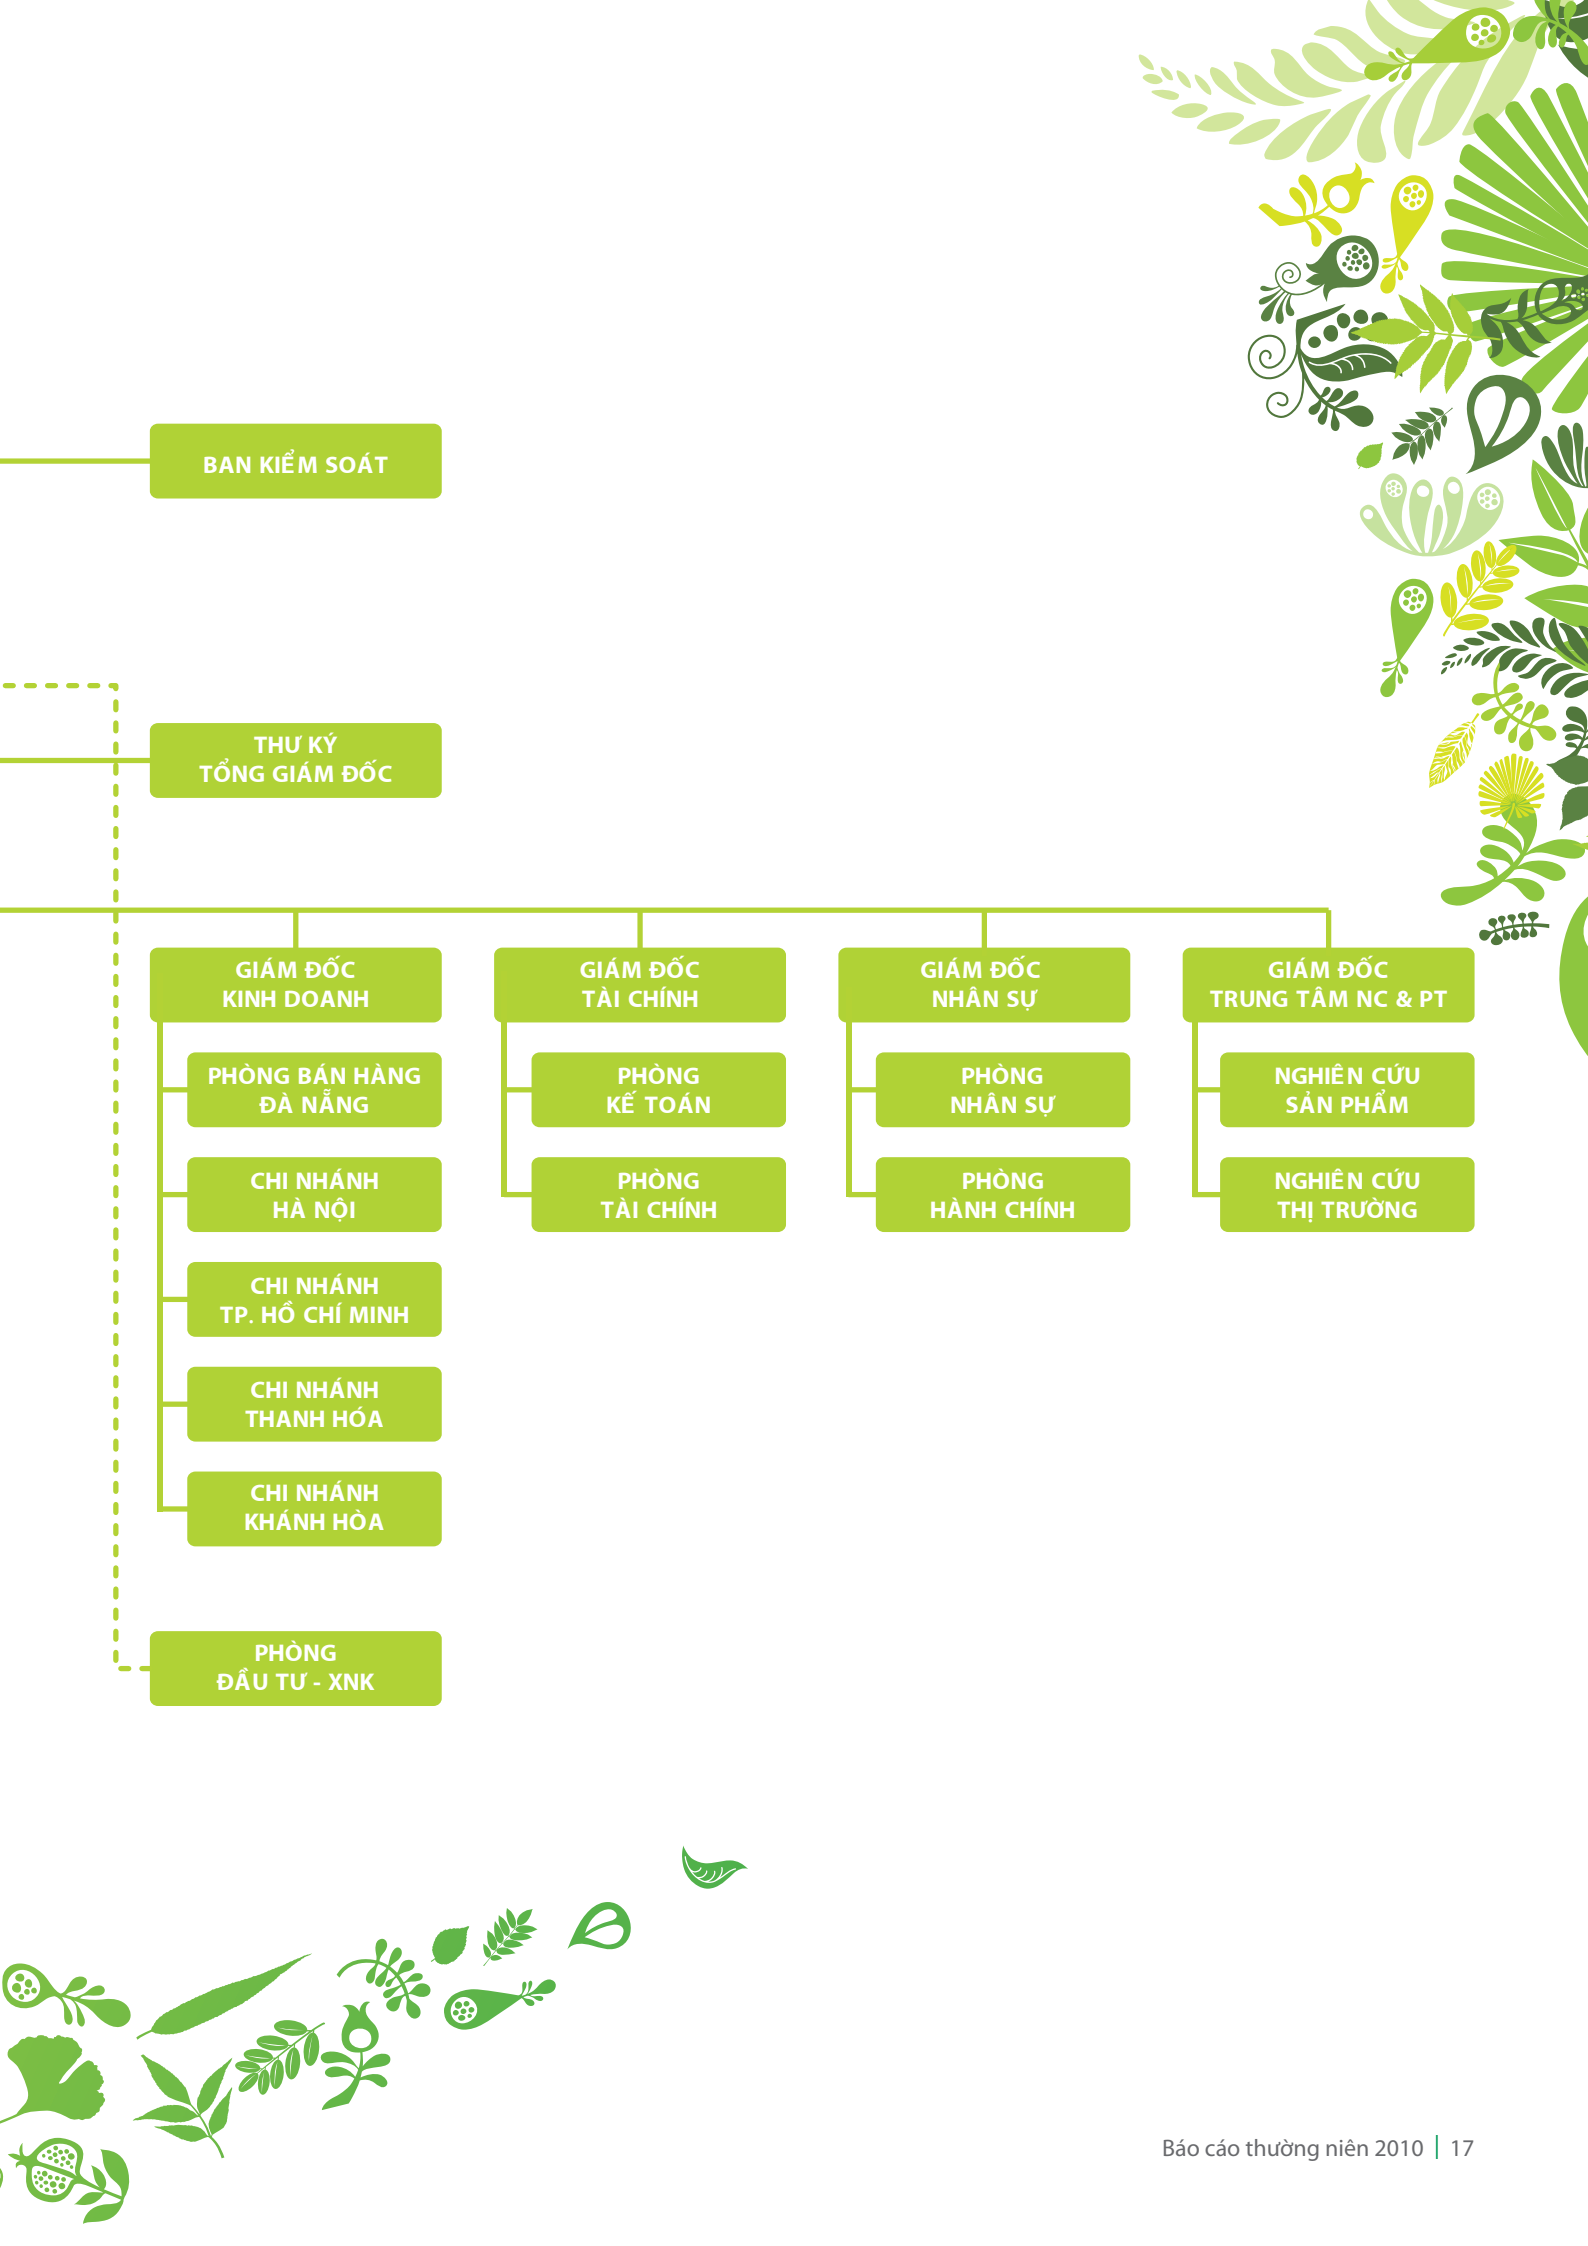 BAN KIỂM SOÁT
THƯ KÝ
TỔNG GIÁM ĐỐC
GIÁM ĐỐC
KINH DOANH
PHÒNG BÁN HÀNG
ĐÀ NẴNG
CHI NHÁNH
HÀ NỘI
CHI NHÁNH
TP. HỒ CHÍ MINH
CHI NHÁNH
THANH HÓA
CHI NHÁNH
KHÁNH HÒA
GIÁM ĐỐC
TÀI CHÍNH
PHÒNG
KẾ TOÁN
PHÒNG
TÀI CHÍNH
GIÁM ĐỐC
NHÂN SỰ
PHÒNG
NHÂN SỰ
PHÒNG
HÀNH CHÍNH
GIÁM ĐỐC
TRUNG TÂM NC & PT
NGHIÊN CỨU
SẢN PHẨM
NGHIÊN CỨU
THỊ TRƯỜNG
PHÒNG
ĐẦU TƯ - XNK
Báo cáo thường niên 2010 | 17